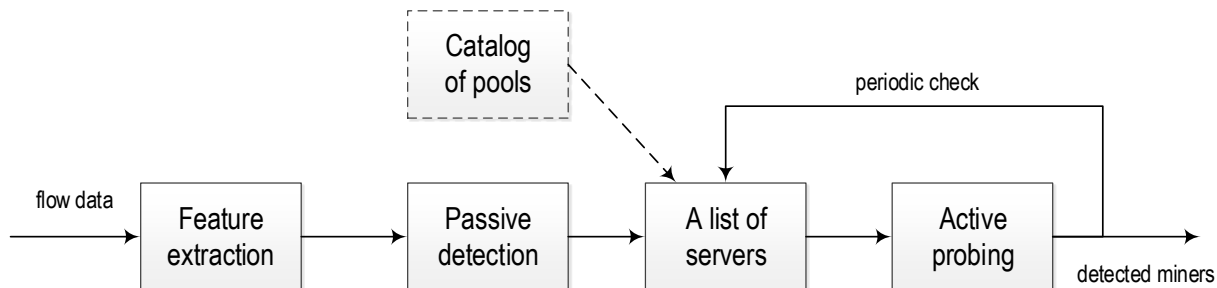 Catalog
of pools
periodic check
flow data
Feature
extraction
Passive
detection
A list of
servers
Active
probing
detected miners